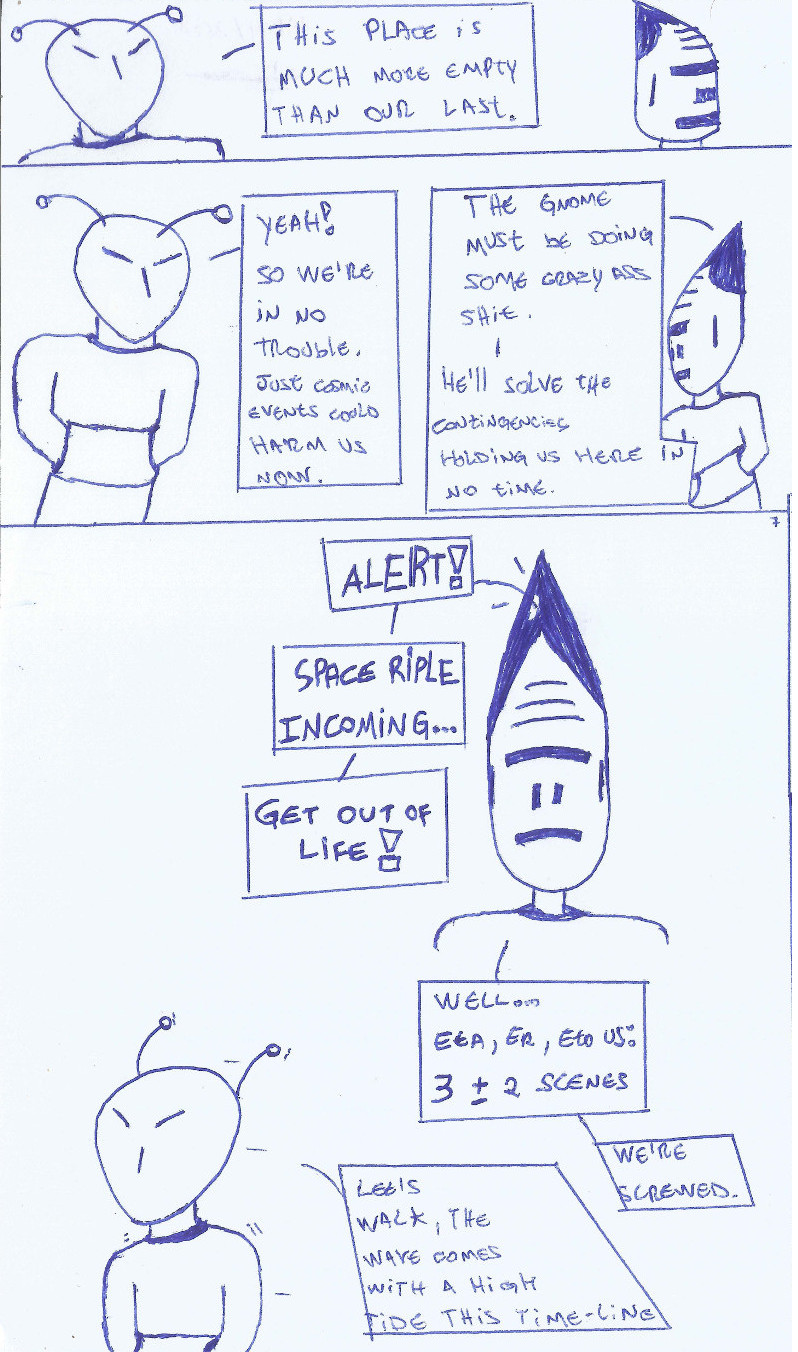 THIS PLACE IS
MUCH MORE EMPTY
THAN OUR LAST.
YEAH!
SO WE'RE
IN NO
TROUBLE.
JUST COSMIC
EVENTS COULD
HARM US
NOW.
THE GNOME
MUST BE DOING
SOME CRAZY ASS
SHIT.
HE'LL SOLVE THE
CONTINGENCIES
HOLDING US HERE IN
NO TIME.
7
ALERT!
SPACE RIPLE
INCOMING...
GET OUT OF
LIFE!
WELL...
ETA, ER, ETO US:
3 ± 2 SCENES
WE'RE
SCREWED.
LET'S
WALK, THE
WAVE COMES
WITH A HIGH
TIDE THIS TIME-LINE